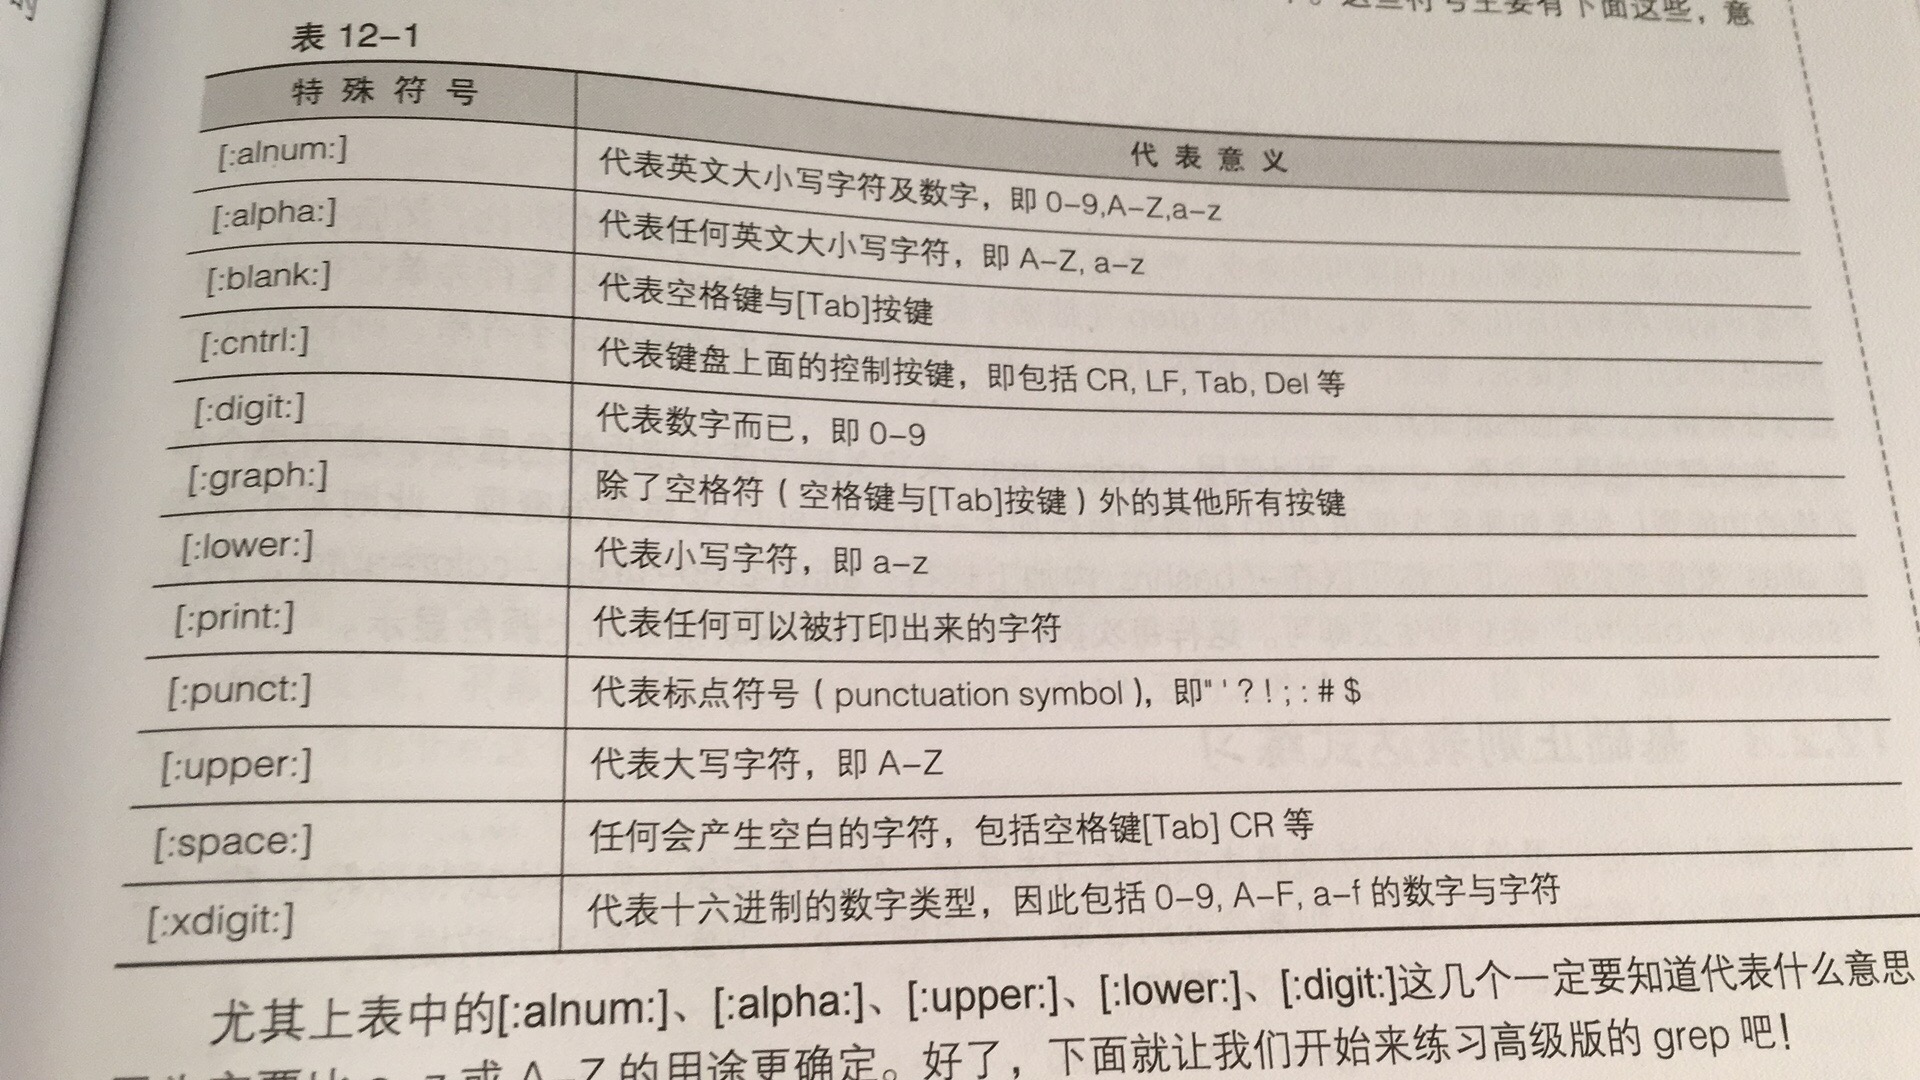 这些符号主要有下面这些，意
表 12–1
特 殊 符 号
代 表 意 义
[:alnum:] 代表英文大小写字符及数字，即 0–9,A–Z,a–z
[:alpha:] 代表任何英文大小写字符，即 A–Z, a–z
[:blank:] 代表空格键与[Tab]按键
[:cntrl:] 代表键盘上面的控制按键，即包括 CR, LF, Tab, Del 等
[:digit:] 代表数字而已，即 0–9
[:graph:] 除了空格符（空格键与[Tab]按键）外的其他所有按键
[:lower:] 代表小写字符，即 a–z
[:print:] 代表任何可以被打印出来的字符
[:punct:] 代表标点符号（punctuation symbol），即" ' ? ! ; : # $
[:upper:] 代表大写字符，即 A–Z
[:space:] 任何会产生空白的字符，包括空格键[Tab] CR 等
[:xdigit:] 代表十六进制的数字类型，因此包括 0–9, A–F, a–f 的数字与字符
尤其上表中的[:alnum:]、[:alpha:]、[:upper:]、[:lower:]、[:digit:]这几个一定要知道代表什么意思
a–z 或 A–Z 的用途更确定。好了，下面就让我们开始来练习高级版的 grep 吧！